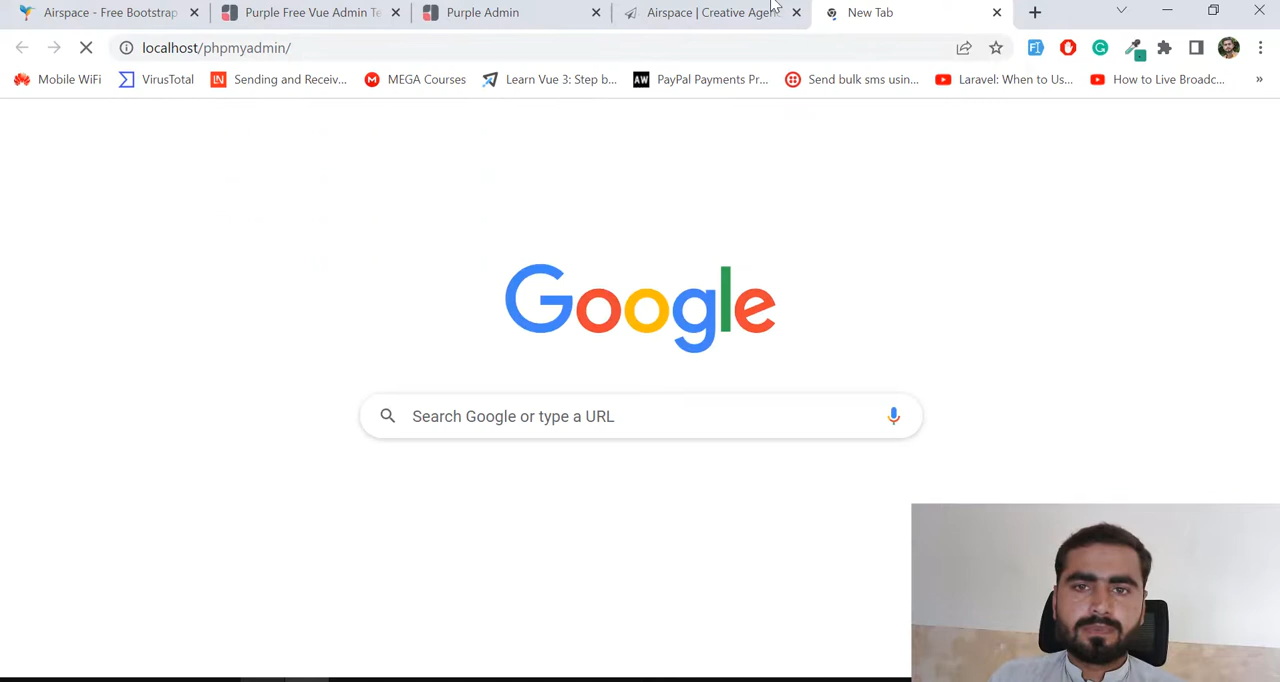 Airspace - Free Bootstrap
Purple Free Vue Admin Te
Purple Admin
Airspace | Creative Agen
New Tab
localhost/phpmyadmin/
Mobile WiFi
VirusTotal
LN
Sending and Receiv...
MEGA Courses
Learn Vue 3: Step b...
AW
PayPal Payments Pr...
Send bulk sms usin...
Laravel: When to Us...
How to Live Broadc...
»
Google
Search Google or type a URL